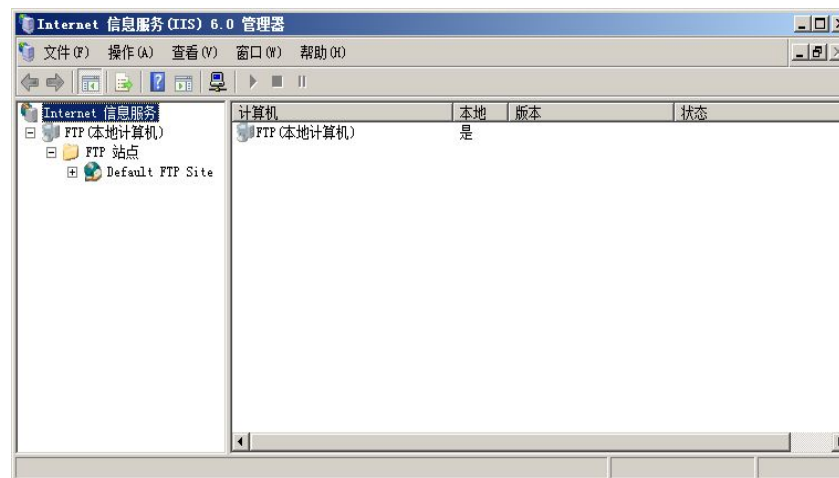 Internet 信息服务(IIS) 6.0 管理器
文件(F) 操作(A) 查看(V) 窗口(W) 帮助(H)
Internet 信息服务
计算机 本地 版本 状态
FTP(本地计算机)
FTP(本地计算机) 是
FTP 站点
Default FTP Site